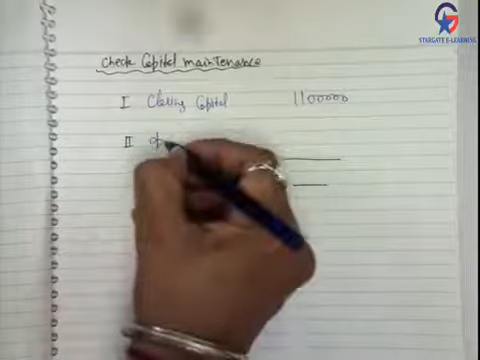 STARGATE E-LEARNING
Check Capital maintenance
I Closing Capital 1100000
II